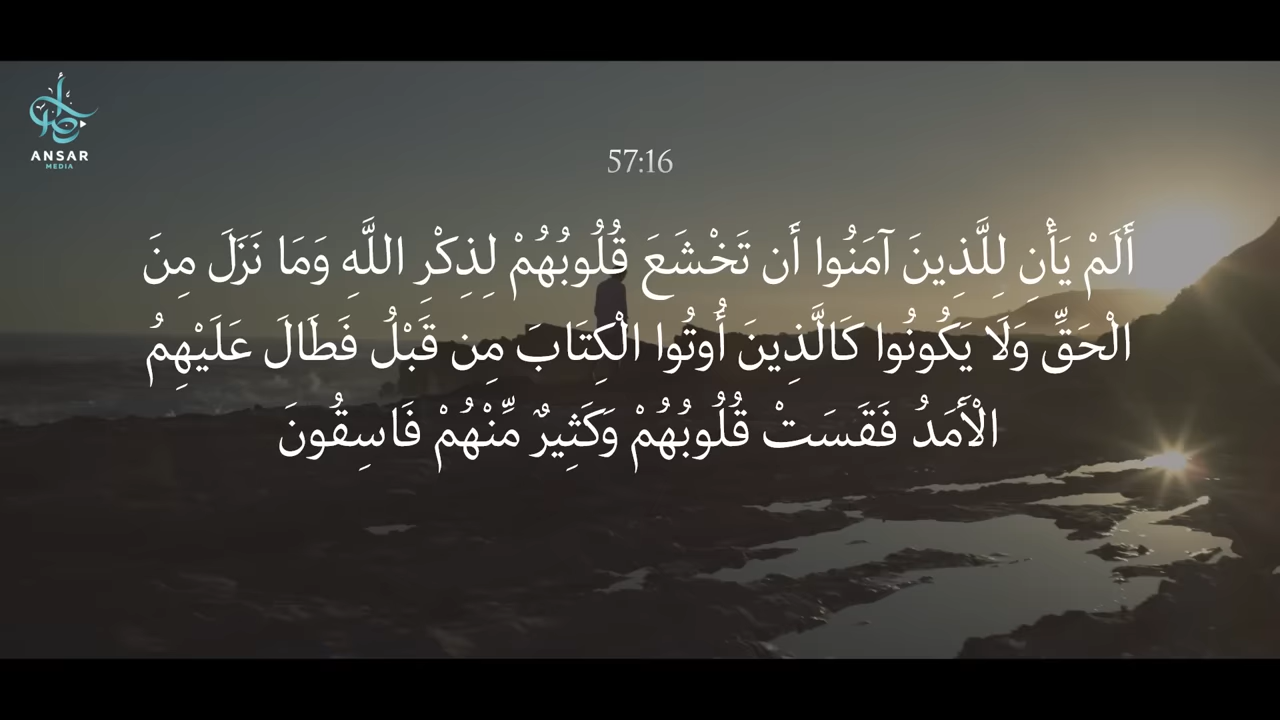 ANSAR
MEDIA
57:16
أَلَمْ يَأْنِ لِلَّذِينَ آمَنُوا أَن تَخْشَعَ قُلُوبُهُمْ لِذِكْرِ اللَّهِ وَمَا نَزَلَ مِنَ
الْحَقِّ وَلَا يَكُونُوا كَالَّذِينَ أُوتُوا الْكِتَابَ مِن قَبْلُ فَطَالَ عَلَيْهِمُ
الْأَمَدُ فَقَسَتْ قُلُوبُهُمْ وَكَثِيرٌ مِّنْهُمْ فَاسِقُونَ